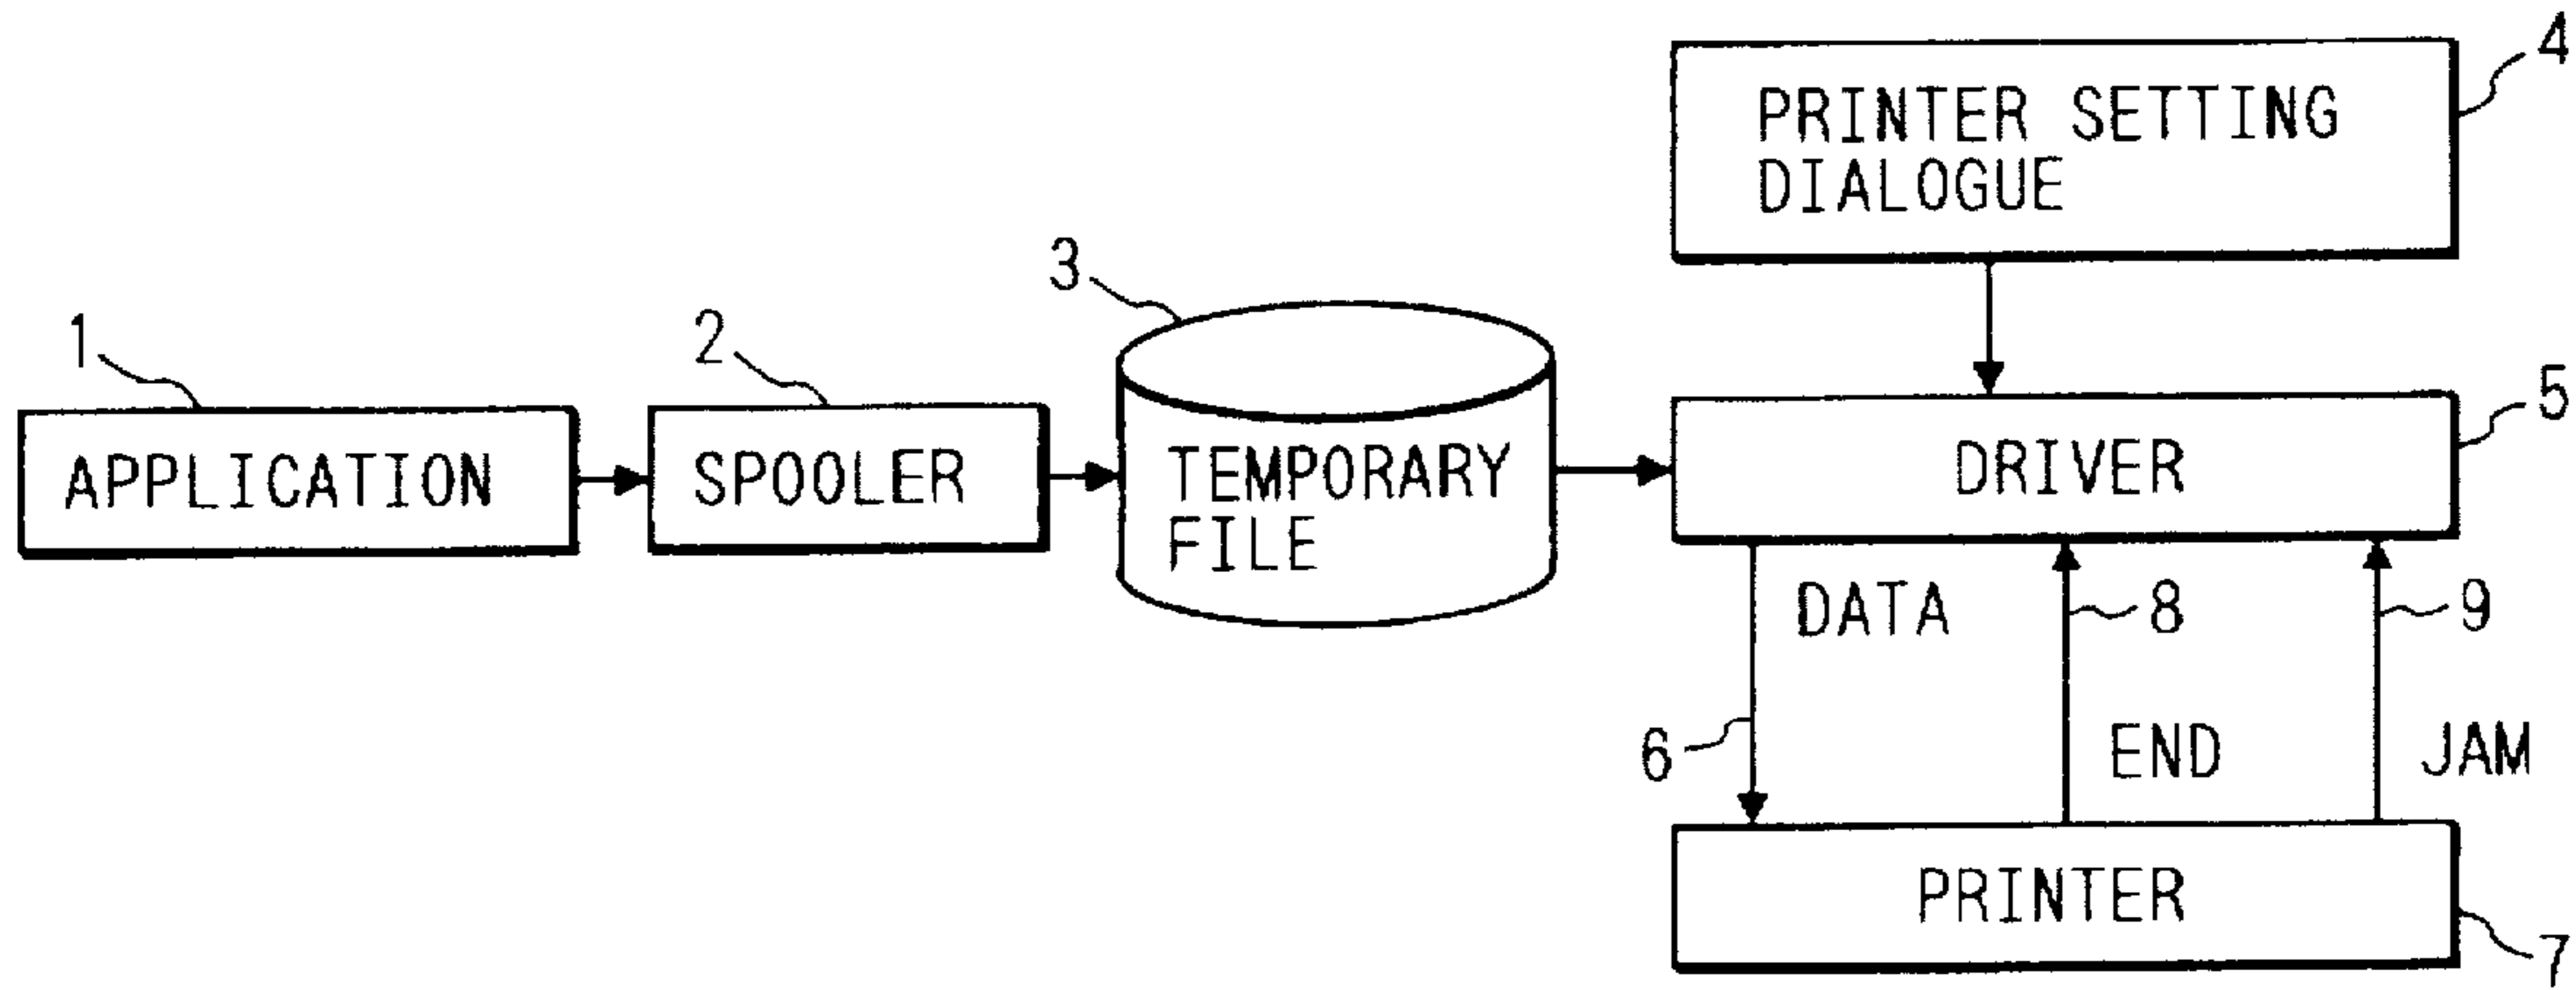 4
PRINTER SETTING
DIALOGUE
3
1
2
5
APPLICATION
SPOOLER
TEMPORARY
FILE
DRIVER
DATA
8
9
6
END
JAM
PRINTER
7